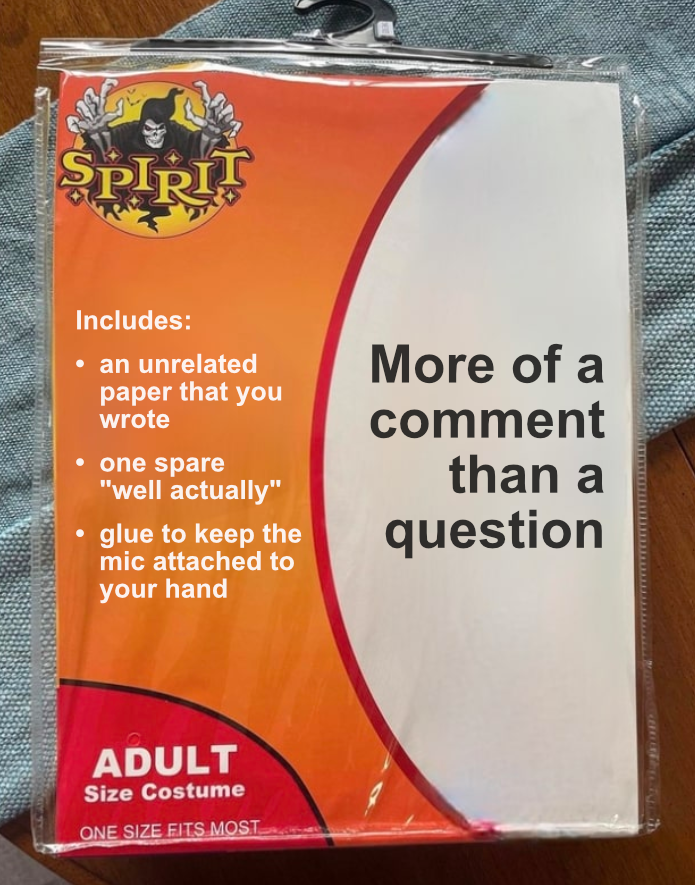 SPIRIT
Includes:
• an unrelated
paper that you
wrote
• one spare
"well actually"
• glue to keep the
mic attached to
your hand
More of a
comment
than a
question
ADULT
Size Costume
ONE SIZE FITS MOST